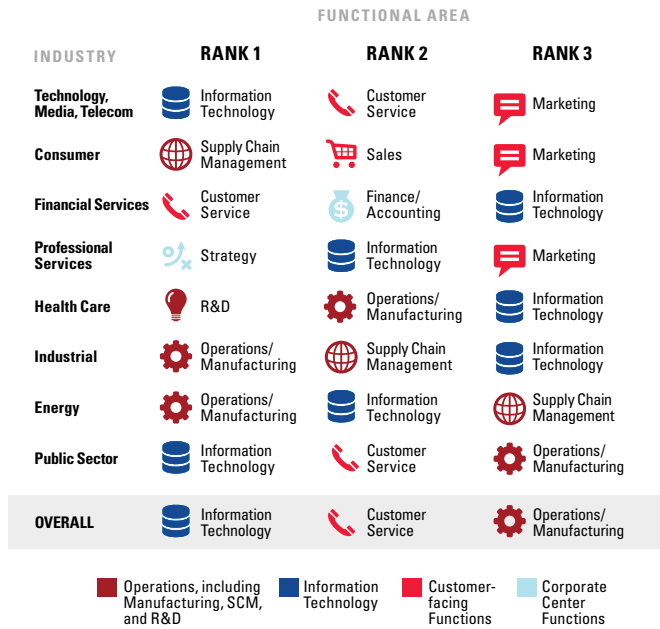 FUNCTIONAL AREA
INDUSTRY RANK 1 RANK 2 RANK 3
Technology, Information Customer Marketing
Media, Telecom Technology Service
Consumer Supply Chain Sales Marketing
Management
Financial Services Customer Finance/ Information
Service Accounting Technology
Professional Strategy Information Marketing
Services Technology
Health Care R&D Operations/ Information
Manufacturing Technology
Industrial Operations/ Supply Chain Information
Manufacturing Management Technology
Energy Operations/ Information Supply Chain
Manufacturing Technology Management
Public Sector Information Customer Operations/
Technology Service Manufacturing
OVERALL Information Customer Operations/
Technology Service Manufacturing
Operations, including Information Customer- Corporate
Manufacturing, SCM, Technology facing Center
and R&D Functions Functions